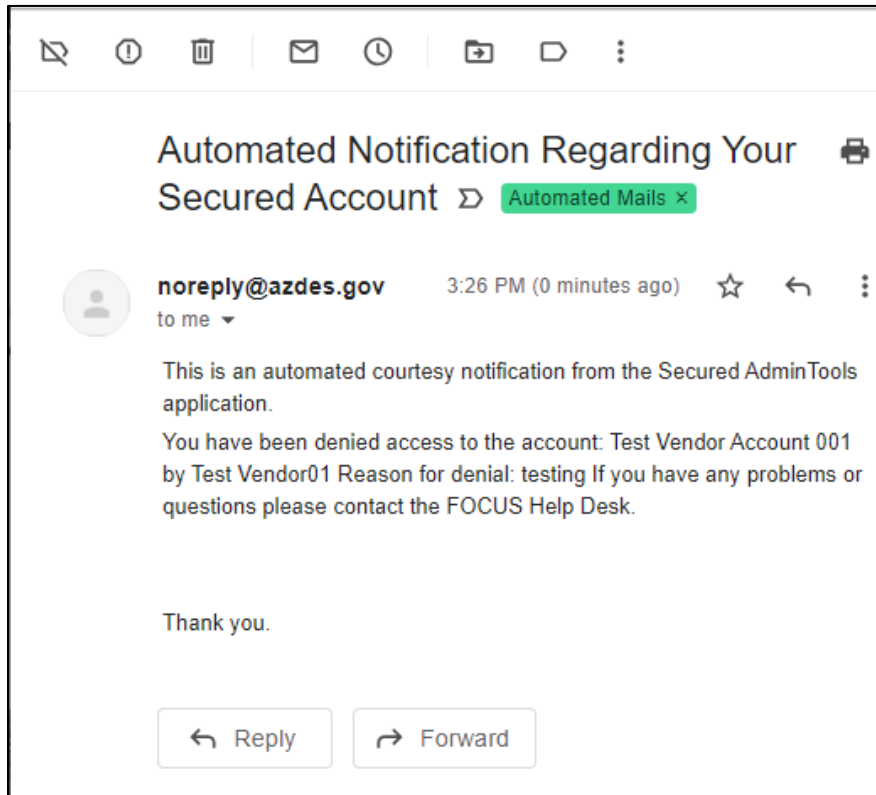 Automated Notification Regarding Your
Secured Account Automated Mails ×
noreply@azdes.gov 3:26 PM (0 minutes ago)
to me
This is an automated courtesy notification from the Secured AdminTools
application.
You have been denied access to the account: Test Vendor Account 001
by Test Vendor01 Reason for denial: testing If you have any problems or
questions please contact the FOCUS Help Desk.
Thank you.
Reply Forward